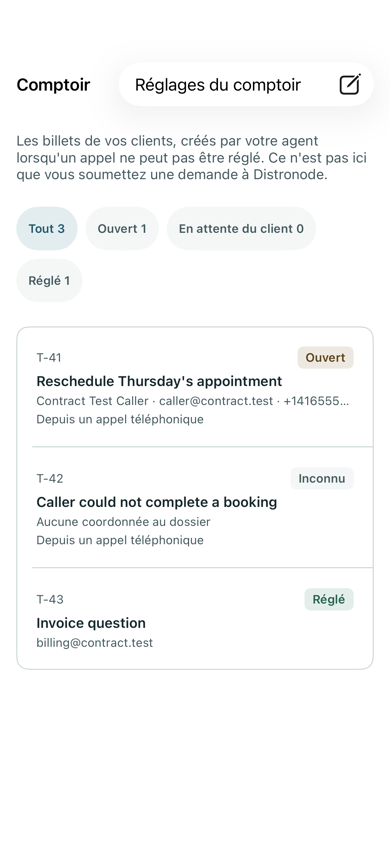 Comptoir
Réglages du comptoir
Les billets de vos clients, créés par votre agent
lorsqu'un appel ne peut pas être réglé. Ce n'est pas ici
que vous soumettez une demande à Distronode.
Tout 3
Ouvert 1
En attente du client 0
Réglé 1
T-41
Ouvert
Reschedule Thursday's appointment
Contract Test Caller · caller@contract.test · +1416555…
Depuis un appel téléphonique
T-42
Inconnu
Caller could not complete a booking
Aucune coordonnée au dossier
Depuis un appel téléphonique
T-43
Réglé
Invoice question
billing@contract.test